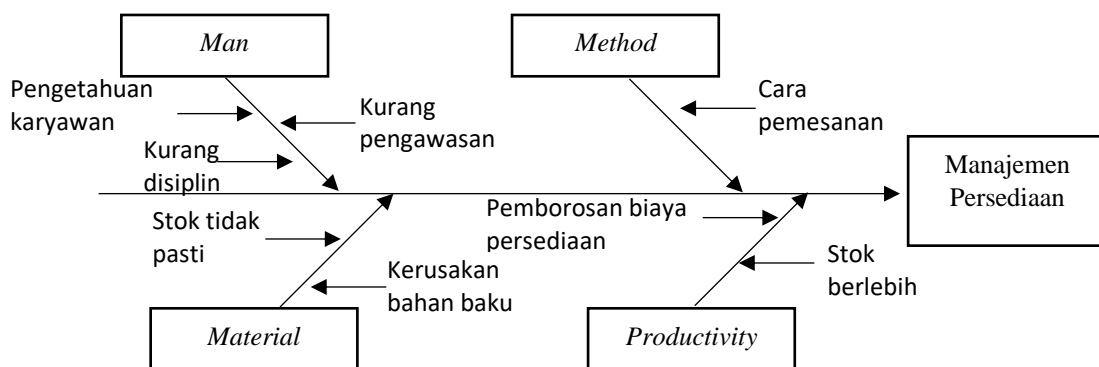 Man
Method
Pengetahuan
karyawan
Kurang
pengawasan
Cara
pemesanan
Kurang
disiplin
Manajemen
Persediaan
Stok tidak
pasti
Pemborosan biaya
persediaan
Kerusakan
bahan baku
Stok
berlebih
Material
Productivity